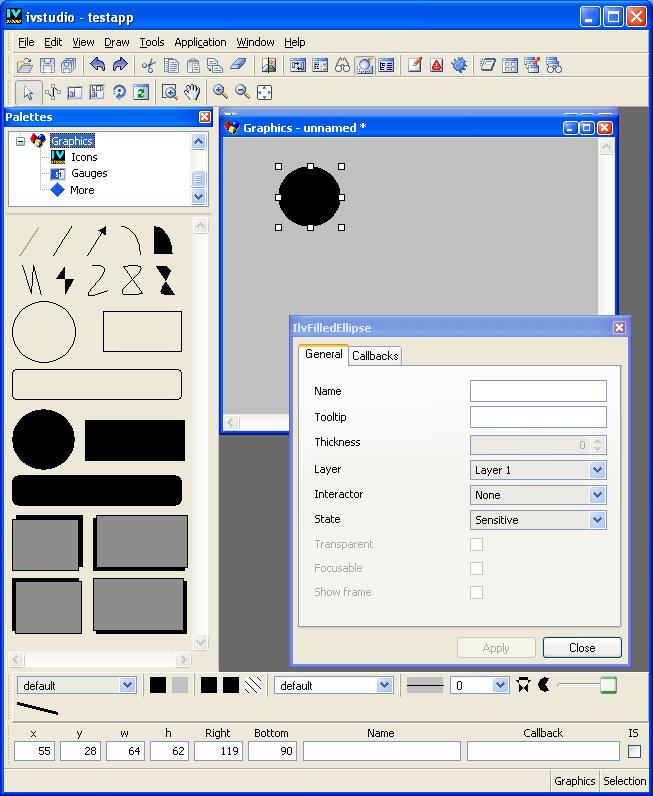 ivstudio - testapp
File Edit View Draw Tools Application Window Help
Palettes
Graphics
Icons
Gauges
More
Graphics - unnamed *
IlvFilledEllipse
General Callbacks
Name
Tooltip
Thickness 0
Layer Layer 1
Interactor None
State Sensitive
Transparent
Focusable
Show frame
Apply Close
default default 0
x y w h Right Bottom Name Callback IS
55 28 64 62 119 90
Graphics Selection